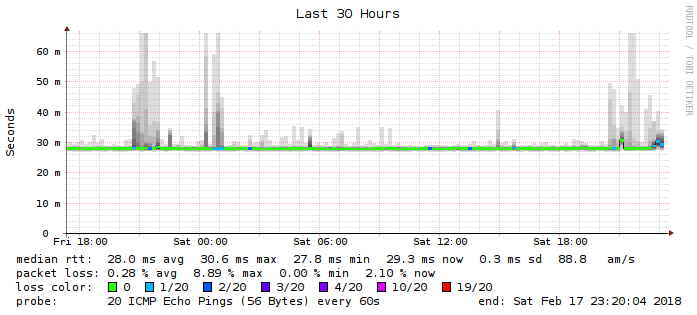 Last 30 Hours
RRDTOOL / TOBI OETIKER
Seconds
60 m
50 m
40 m
30 m
20 m
10 m
0
Fri 18:00 Sat 00:00 Sat 06:00 Sat 12:00 Sat 18:00
median rtt: 28.0 ms avg 30.6 ms max 27.8 ms min 29.3 ms now 0.3 ms sd 88.8 am/s
packet loss: 0.28 % avg 8.89 % max 0.00 % min 2.10 % now
loss color: 0 1/20 2/20 3/20 4/20 10/20 19/20
probe: 20 ICMP Echo Pings (56 Bytes) every 60s end: Sat Feb 17 23:20:04 2018